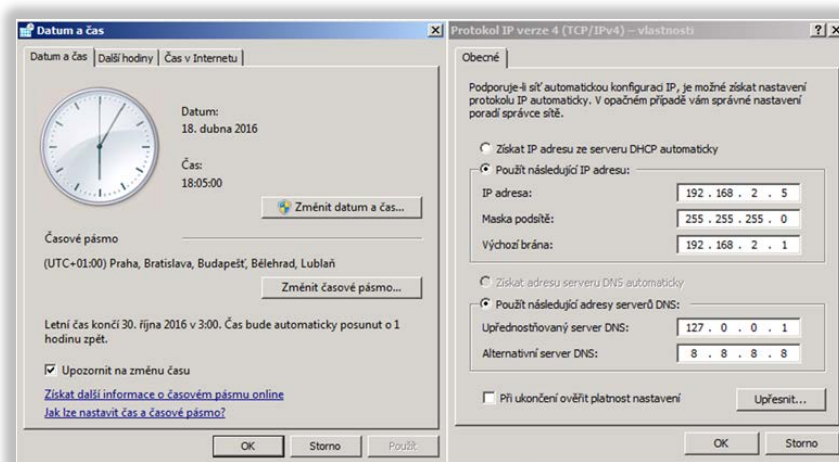 Datum a čas
Datum a čas Další hodiny Čas v Internetu
Datum:
18. dubna 2016
Čas:
18:05:00
Změnit datum a čas...
Časové pásmo
(UTC+01:00) Praha, Bratislava, Budapešť, Bělehrad, Lublaň
Změnit časové pásmo...
Letní čas končí 30. října 2016 v 3:00. Čas bude automaticky posunut o 1
hodinu zpět.
Upozornit na změnu času
Získat další informace o časovém pásmu online
Jak lze nastavit čas a časové pásmo?
OK Storno Použít
Protokol IP verze 4 (TCP/IPv4) – vlastnosti
Obecné
Podporuje-li síť automatickou konfiguraci IP, je možné získat nastavení
protokolu IP automaticky. V opačném případě vám správné nastavení
poradí správce sítě.
Získat IP adresu ze serveru DHCP automaticky
Použít následující IP adresu:
IP adresa: 192 . 168 . 2 . 5
Maska podsítě: 255 . 255 . 255 . 0
Výchozí brána: 192 . 168 . 2 . 1
Získat adresu serveru DNS automaticky
Použít následující adresy serverů DNS:
Upřednostňovaný server DNS: 127 . 0 . 0 . 1
Alternativní server DNS: 8 . 8 . 8 . 8
Při ukončení ověřit platnost nastavení
Upřesnit...
OK Storno